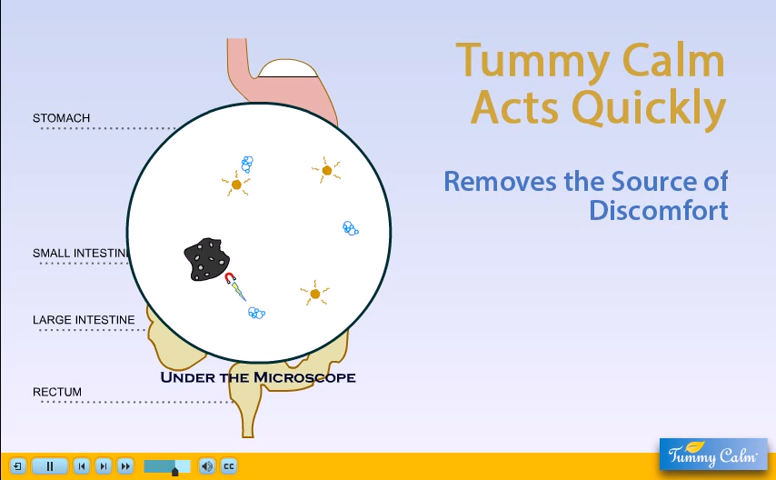 Tummy Calm
Acts Quickly
Removes the Source of
Discomfort
STOMACH
SMALL INTESTIN
LARGE INTESTINE
RECTUM
UNDER THE MICROSCOPE
CC
Tummy Calm